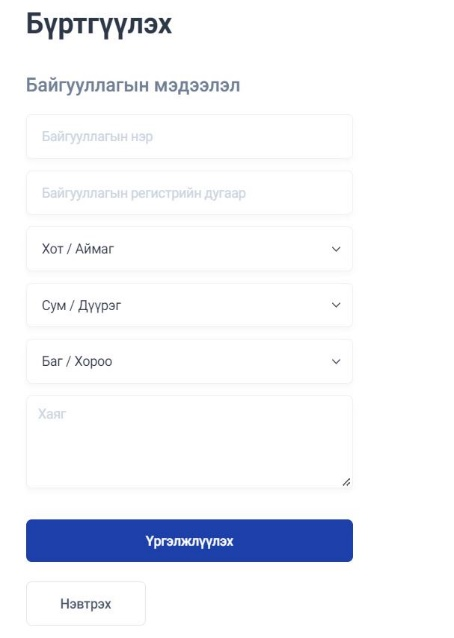 Бүртгүүлэх
Байгууллагын мэдээлэл
Байгууллагын нэр
Байгууллагын регистрийн дугаар
Хот / Аймаг
Сум / Дүүрэг
Баг / Хороо
Хаяг
Үргэлжлүүлэх
Нэвтрэх